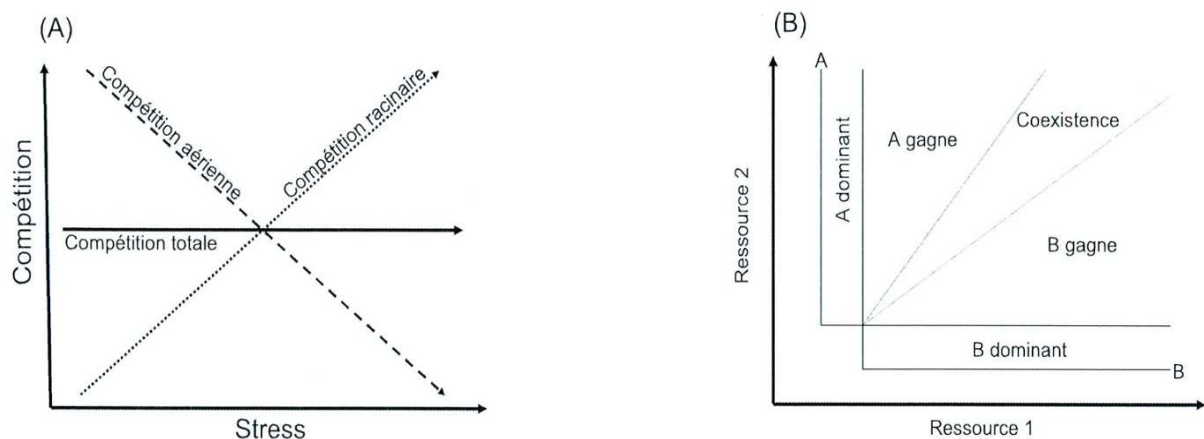 (A)
Compétition
Compétition aérienne
Compétition racinaire
Compétition totale
Stress
(B)
Ressource 2
A
A dominant
A gagne
Coexistence
B gagne
B dominant
B
Ressource 1